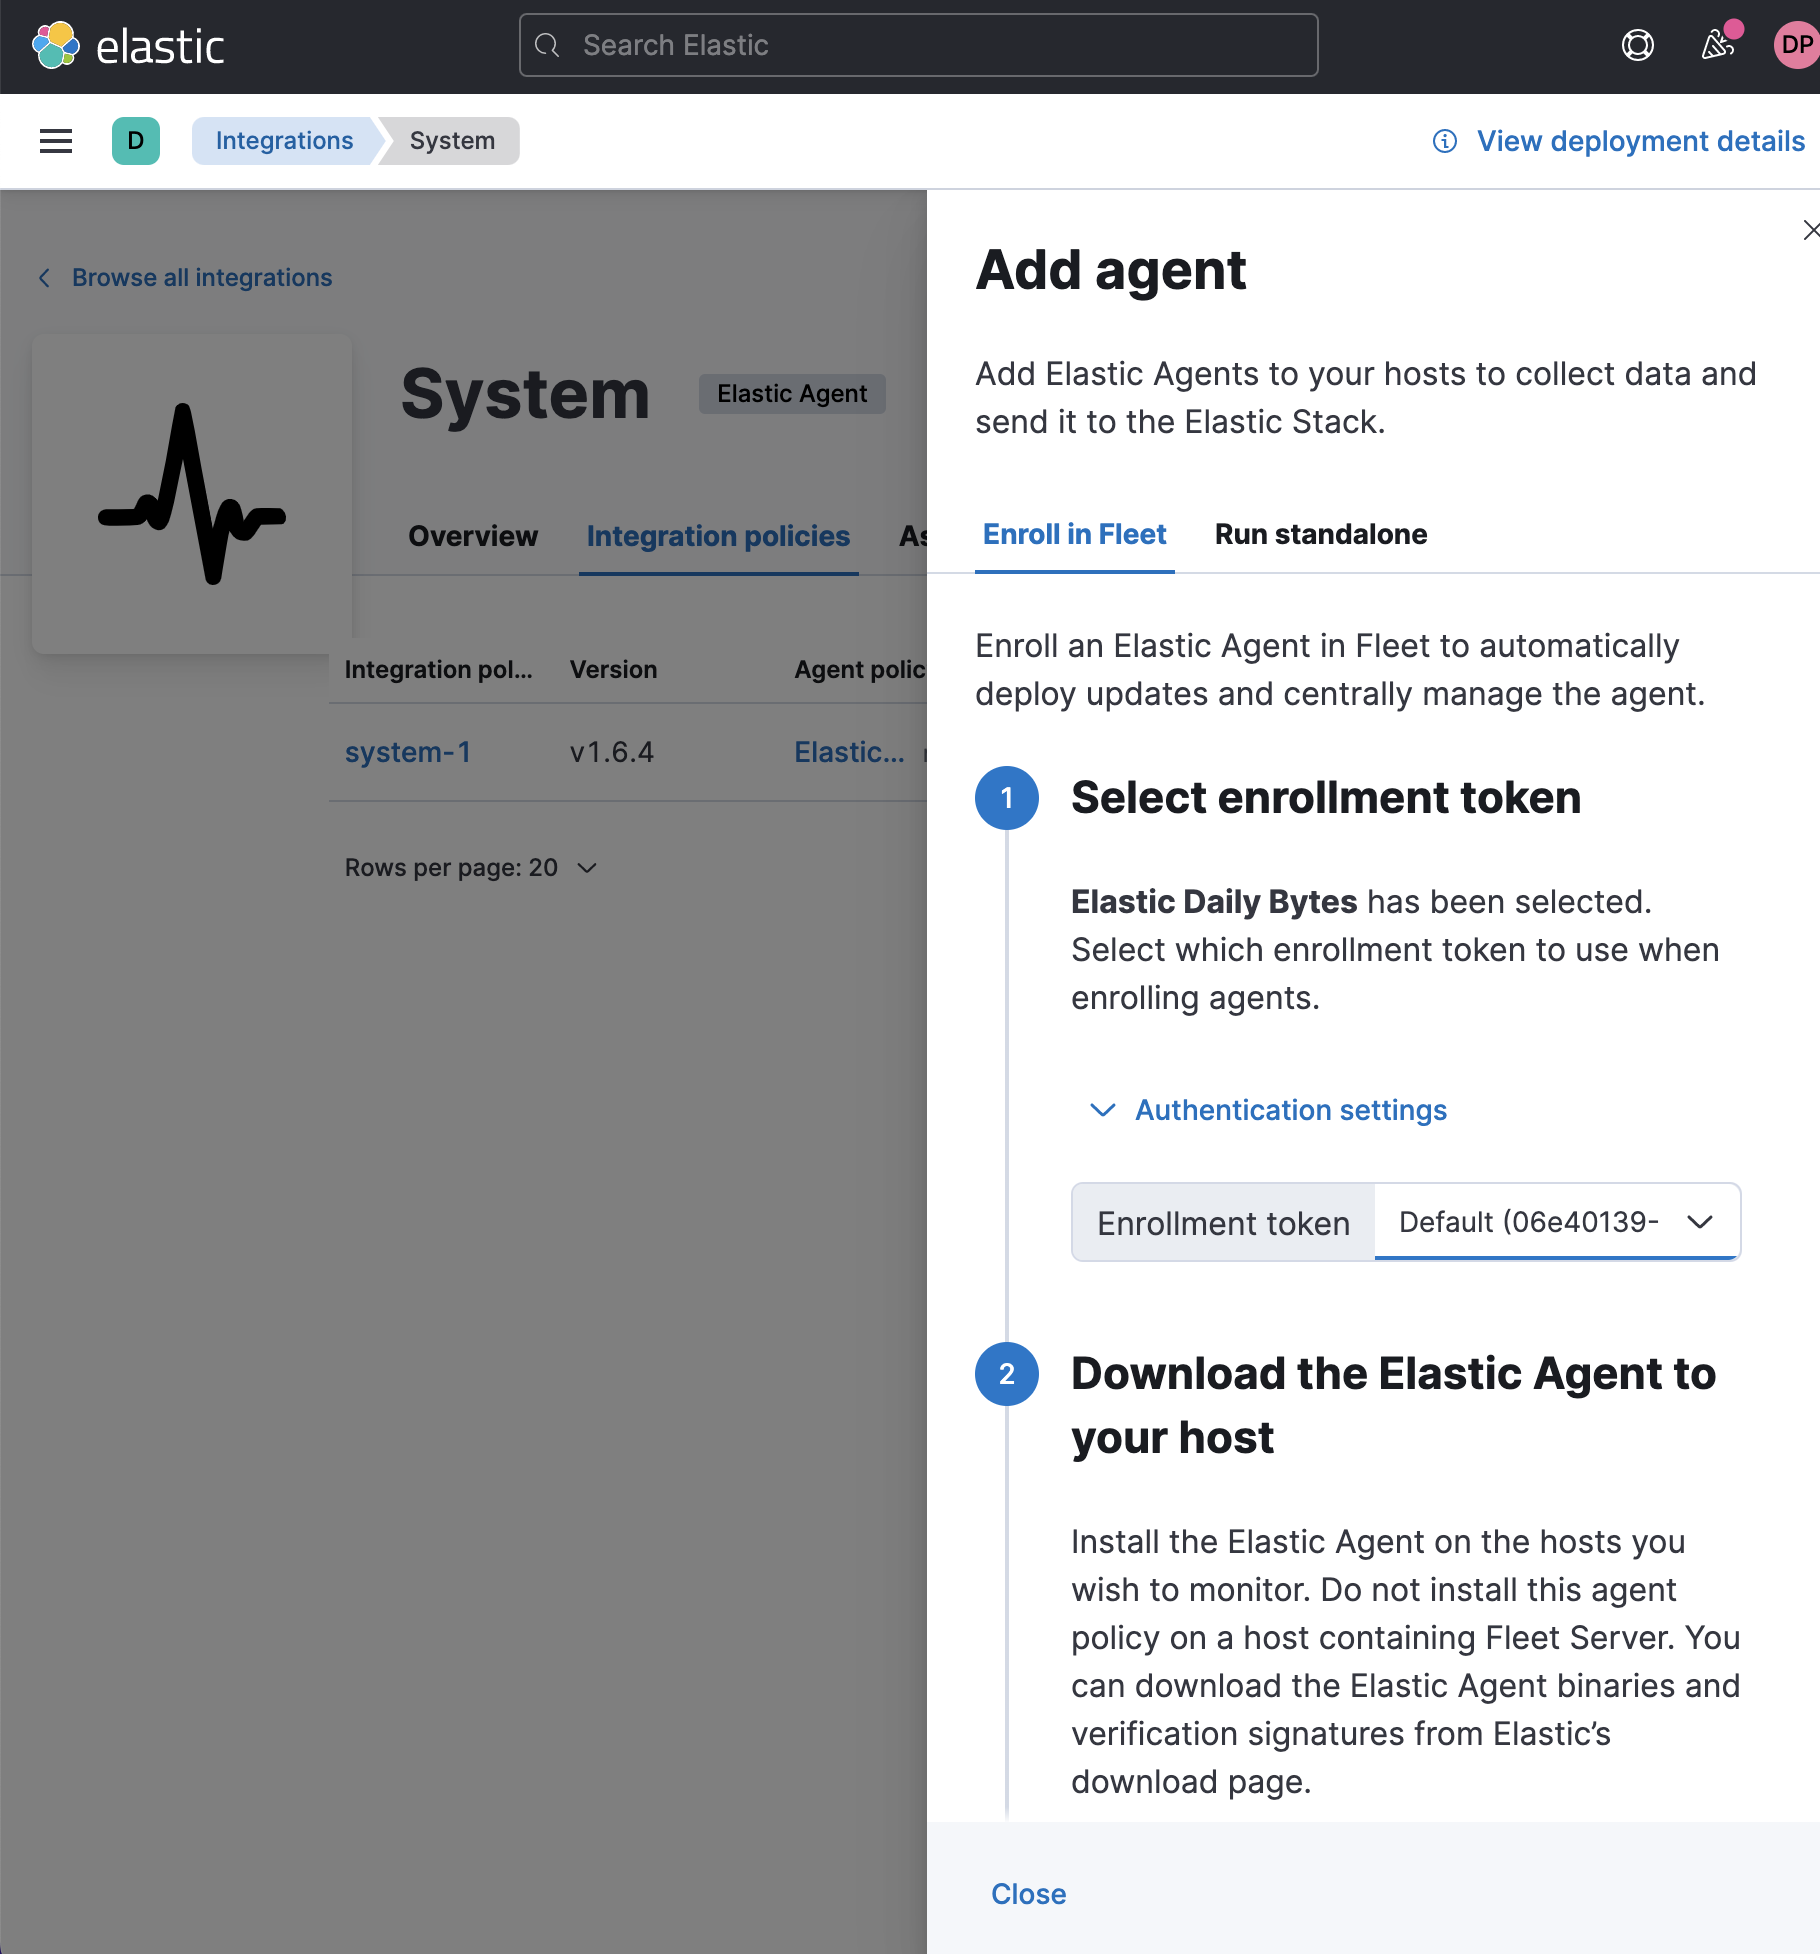 elastic
Search Elastic
DP
D
Integrations
System
View deployment details
Browse all integrations
System
Elastic Agent
Overview
Integration policies
Integration pol...
Version
Agent polic
system-1
v1.6.4
Elastic...
Rows per page: 20
Add agent
Add Elastic Agents to your hosts to collect data and
send it to the Elastic Stack.
Enroll in Fleet
Run standalone
Enroll an Elastic Agent in Fleet to automatically
deploy updates and centrally manage the agent.
1
Select enrollment token
Elastic Daily Bytes has been selected.
Select which enrollment token to use when
enrolling agents.
Authentication settings
Enrollment token
Default (06e40139-
2
Download the Elastic Agent to
your host
Install the Elastic Agent on the hosts you
wish to monitor. Do not install this agent
policy on a host containing Fleet Server. You
can download the Elastic Agent binaries and
verification signatures from Elastic’s
download page.
Close